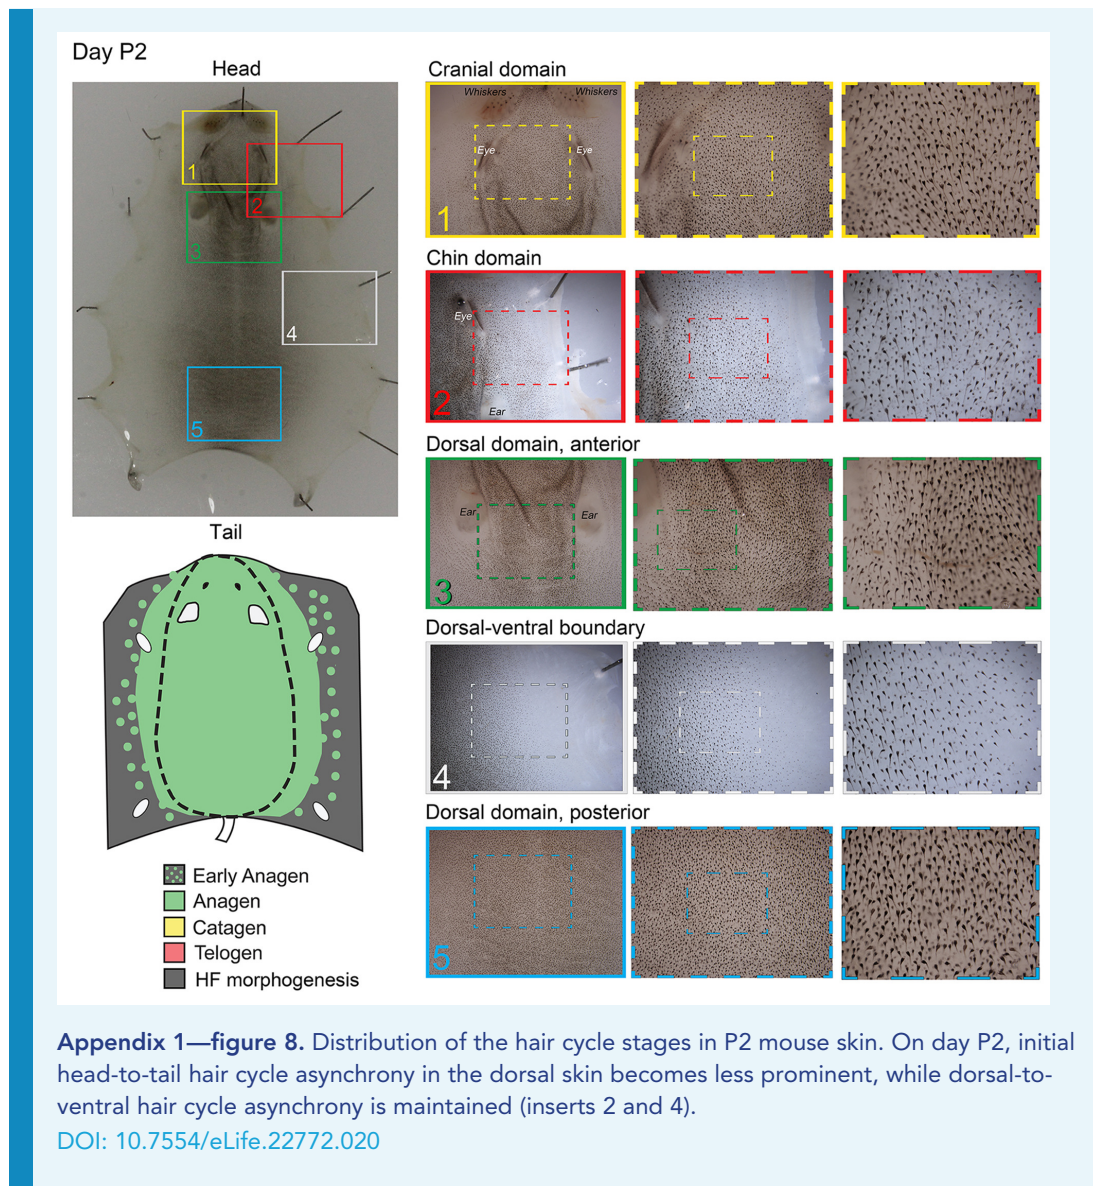 Day P2
Head
1
2
3
4
5
Tail
Early Anagen
Anagen
Catagen
Telogen
HF morphogenesis
Cranial domain
Whiskers
Whiskers
Eye
Eye
1
Chin domain
Eye
2
Ear
Dorsal domain, anterior
Ear
Ear
3
Dorsal-ventral boundary
4
Dorsal domain, posterior
5
Appendix 1—figure 8. Distribution of the hair cycle stages in P2 mouse skin. On day P2, initial
head-to-tail hair cycle asynchrony in the dorsal skin becomes less prominent, while dorsal-to-
ventral hair cycle asynchrony is maintained (inserts 2 and 4).
DOI: 10.7554/eLife.22772.020